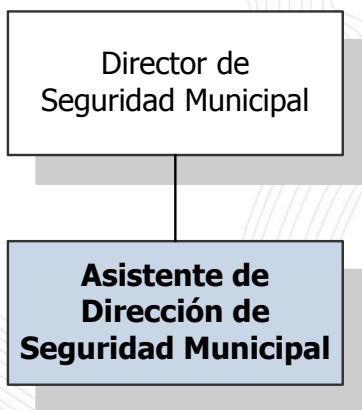 Director de
Seguridad Municipal
Asistente de
Dirección de
Seguridad Municipal